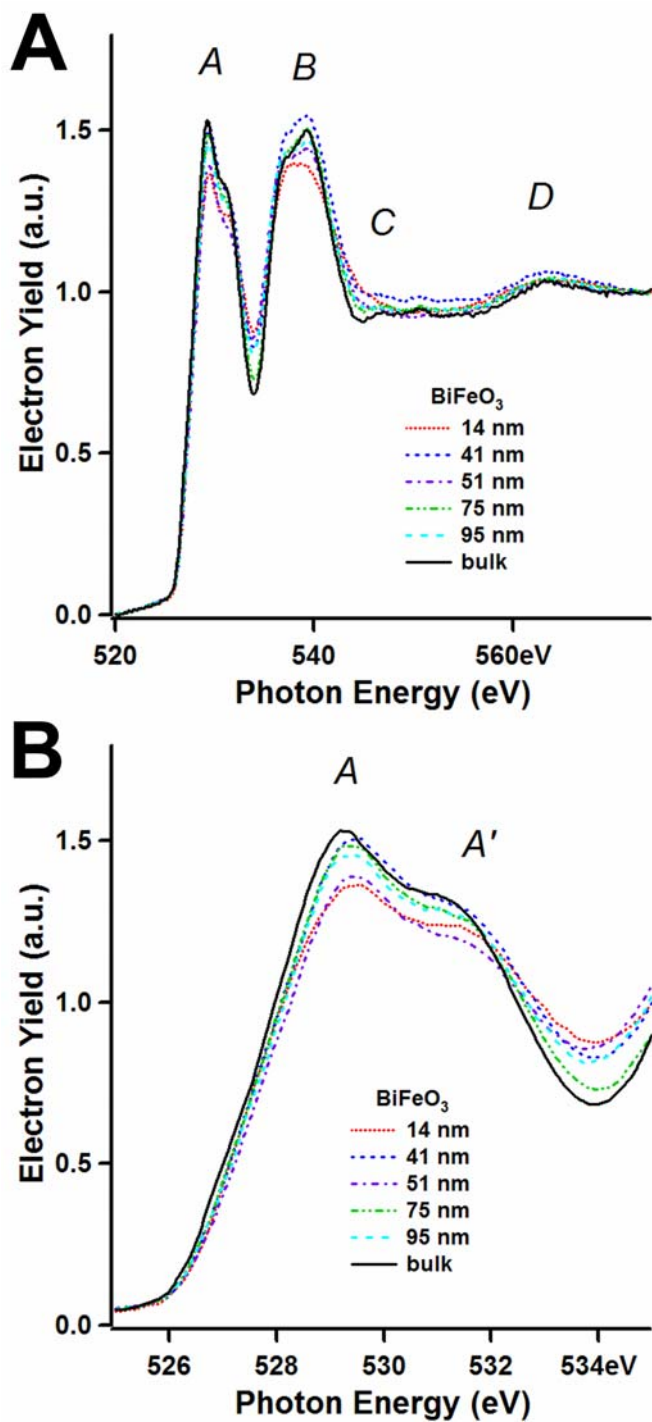 A
A
B
C
D
1.5
1.0
0.5
0.0
Electron Yield (a.u.)
BiFeO₃
14 nm
41 nm
51 nm
75 nm
95 nm
bulk
520
540
560eV
Photon Energy (eV)
B
A
A'
1.5
1.0
0.5
0.0
Electron Yield (a.u.)
BiFeO₃
14 nm
41 nm
51 nm
75 nm
95 nm
bulk
526
528
530
532
534eV
Photon Energy (eV)